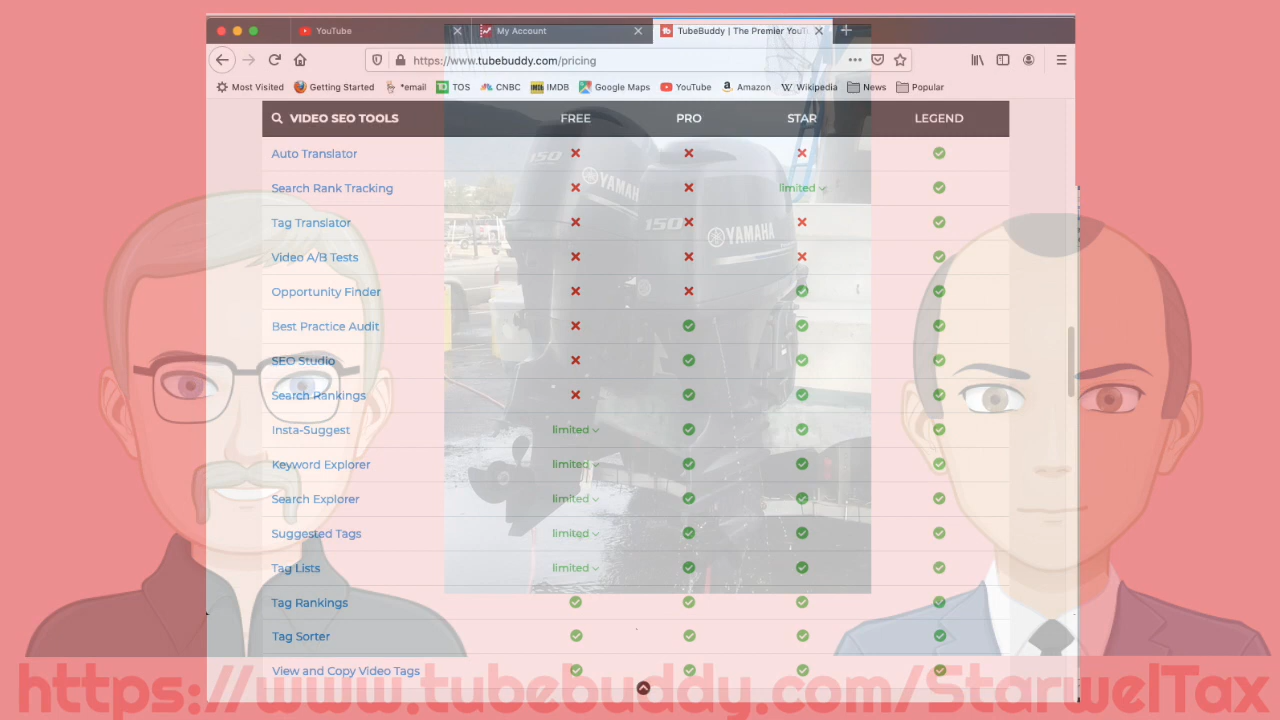 YouTube My Account TubeBuddy | The Premier YouTu
https://www.tubebuddy.com/pricing
Most Visited Getting Started *email TOS CNBC IMDB Google Maps YouTube Amazon Wikipedia News Popular
VIDEO SEO TOOLS FREE PRO STAR LEGEND
Auto Translator
150 YAMAHA
Search Rank Tracking limited
Tag Translator
150 YAMAHA
Video A/B Tests
Opportunity Finder
Best Practice Audit
SEO Studio
Search Rankings
Insta-Suggest limited
Keyword Explorer limited
Search Explorer limited
Suggested Tags limited
Tag Lists limited
Tag Rankings
Tag Sorter
View and Copy Video Tags
https://www.tubebuddy.com/StarwelTax